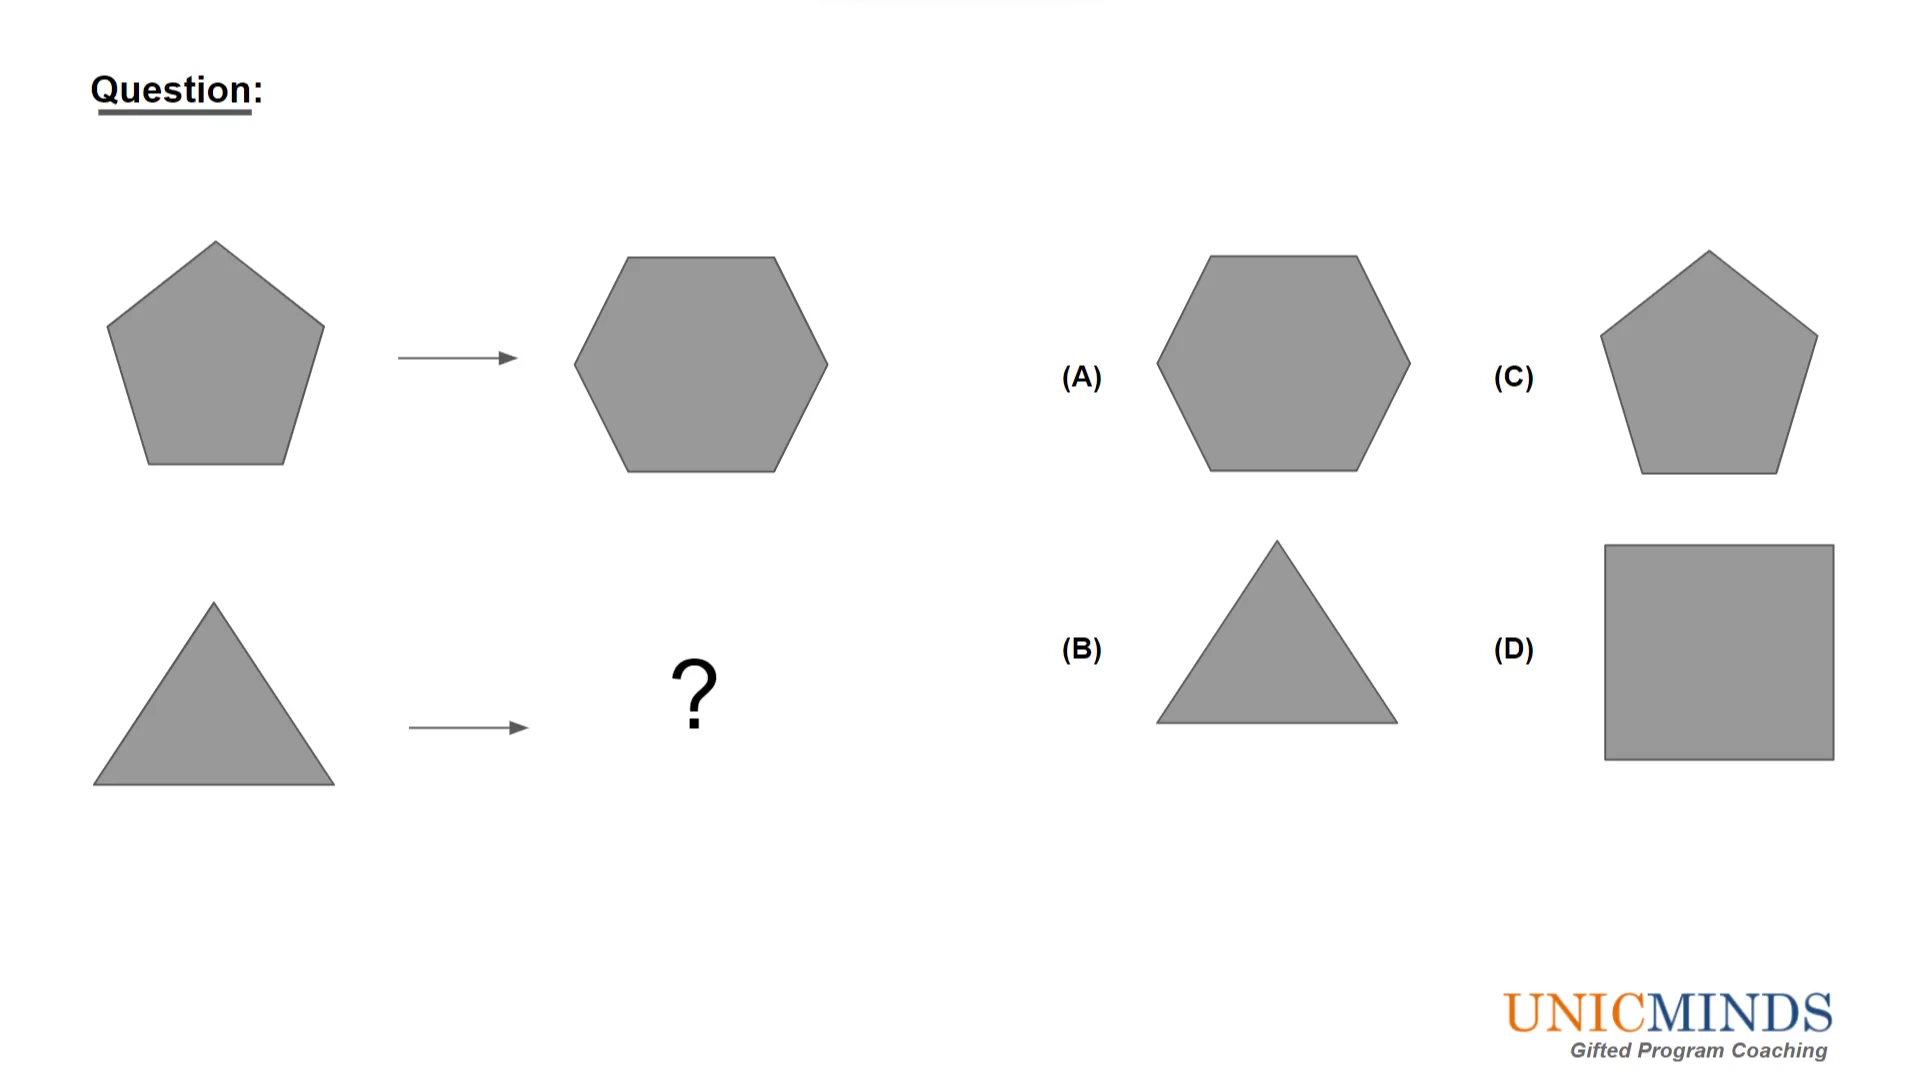 Question:
(A)
(C)
?
(B)
(D)
UNICMINDS
Gifted Program Coaching